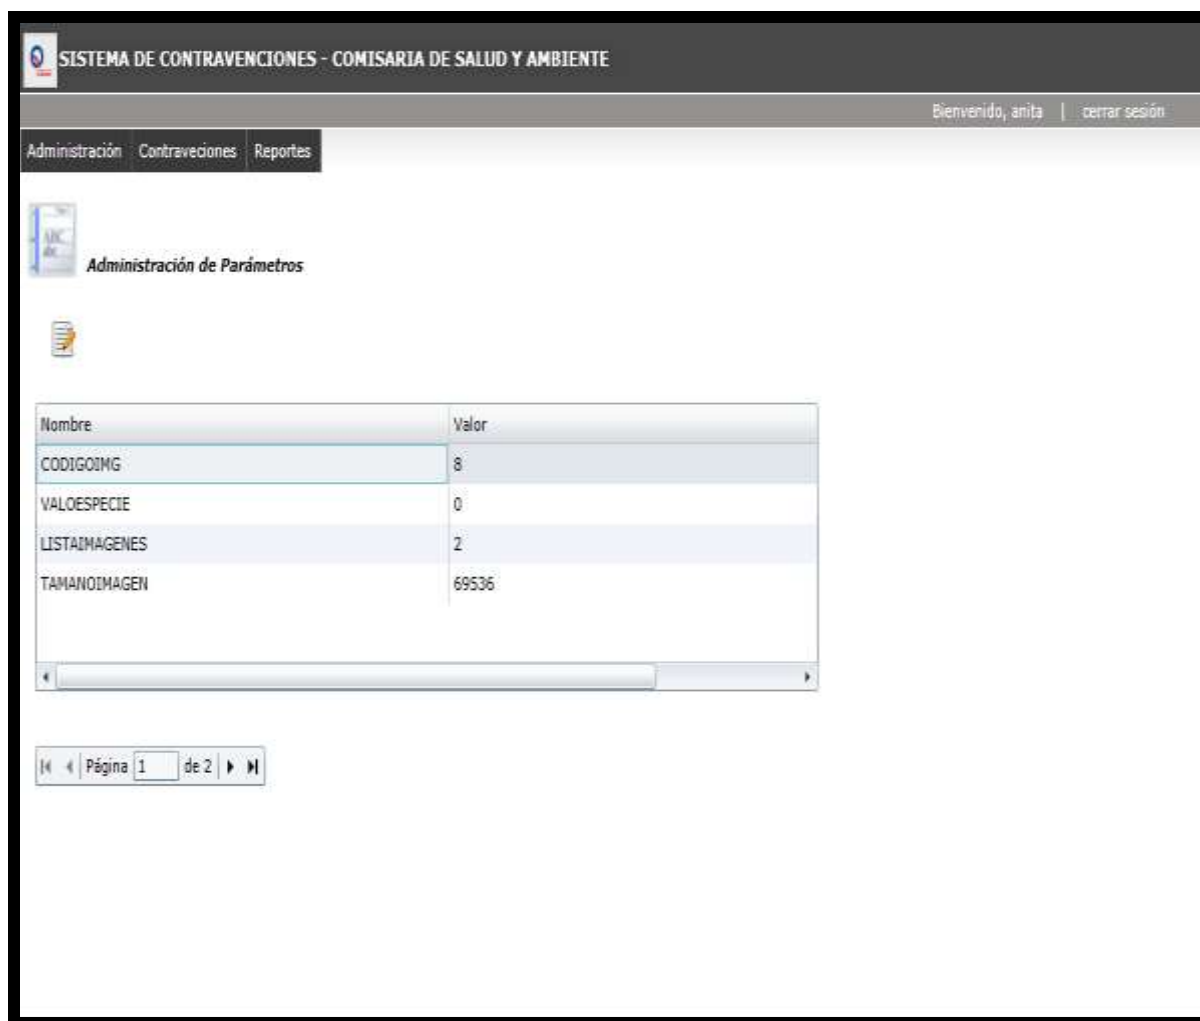 SISTEMA DE CONTRAVENCIONES - COMISARIA DE SALUD Y AMBIENTE
Bienvenido, anita | cerrar sesión
Administración Contraveciones Reportes
Administración de Parámetros
Nombre Valor
CODIGOIMG 8
VALOESPECIE 0
LISTAIMAGENES 2
TAMANOIMAGEN 69536
Página 1 de 2